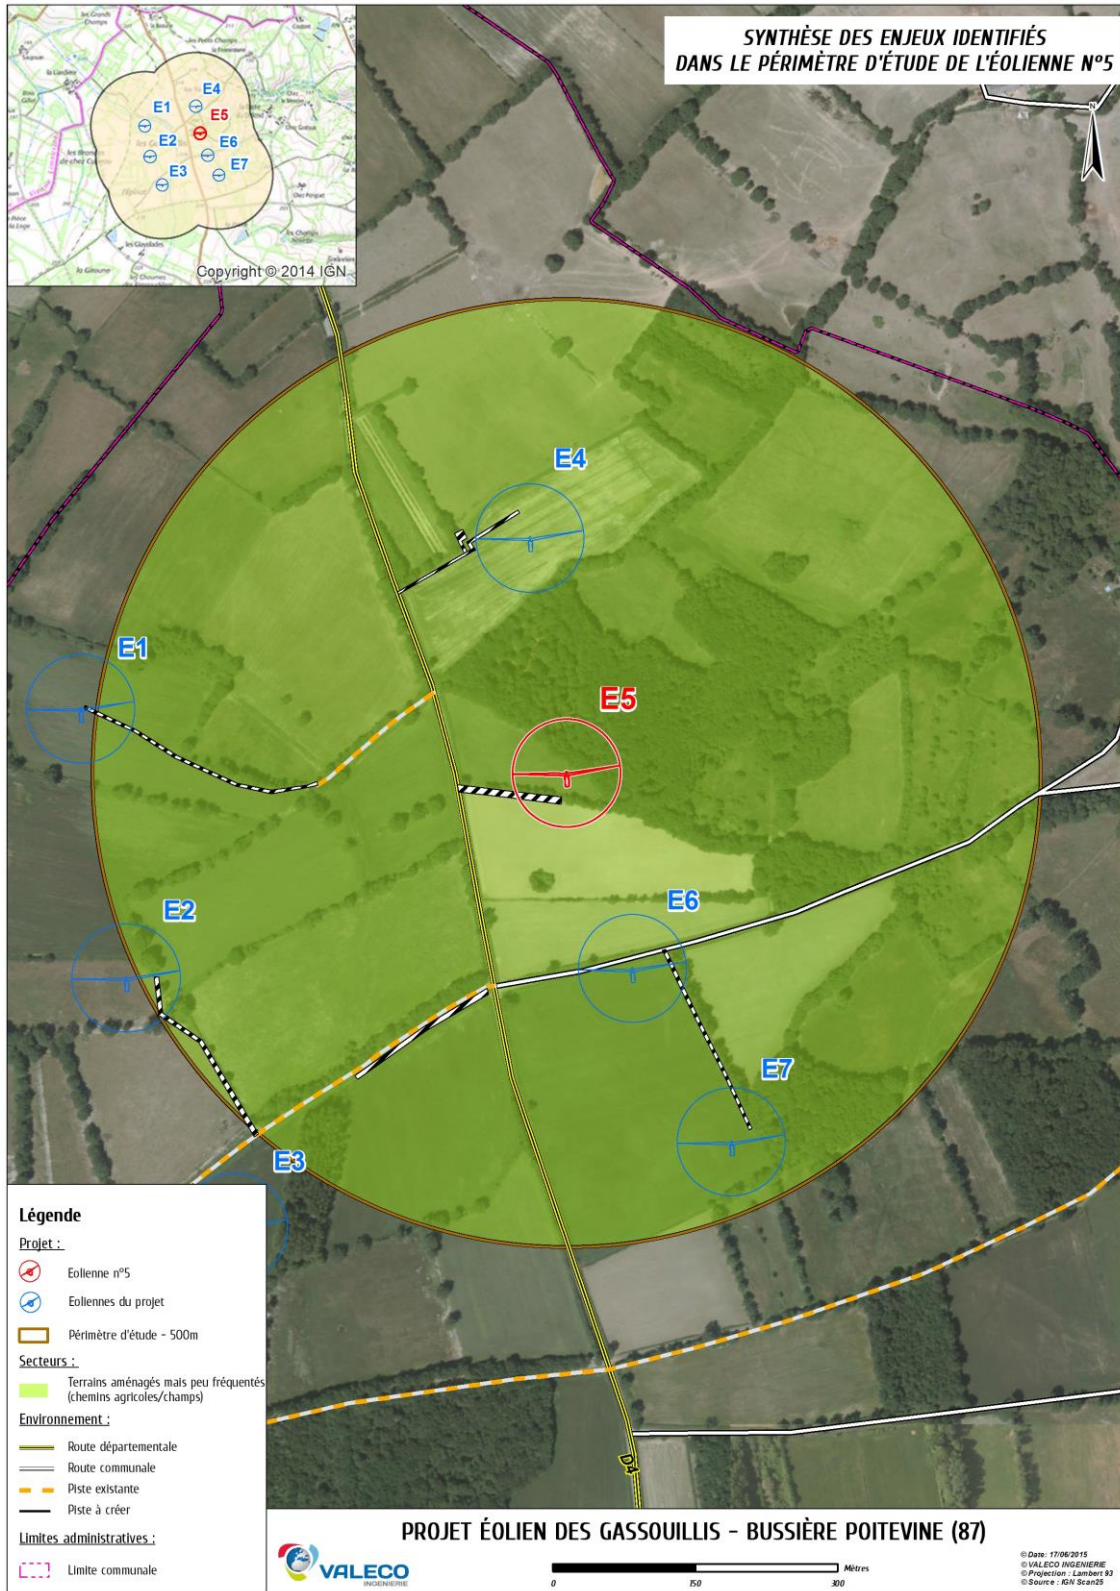 SYNTHÈSE DES ENJEUX IDENTIFIÉS
DANS LE PÉRIMÈTRE D'ÉTUDE DE L'ÉOLIENNE N°5
N
E1
E2
E3
E4
E5
E6
E7
Copyright © 2014 IGN
E4
E1
E5
E2
E6
E7
E3
D4
Légende
Projet :
Eolienne n°5
Eoliennes du projet
Périmètre d'étude - 500m
Secteurs :
Terrains aménagés mais peu fréquentés
(chemins agricoles/champs)
Environnement :
Route départementale
Route communale
Piste existante
Piste à créer
Limites administratives :
Limite communale
PROJET ÉOLIEN DES GASSOUILLIS - BUSSIÈRE POITEVINE (87)
VALECO
INGENIERIE
Mètres
0 150 300
© Date: 17/06/2015
© VALECO INGENIERIE
© Projection : Lambert 93
© Source : IGN Scan25